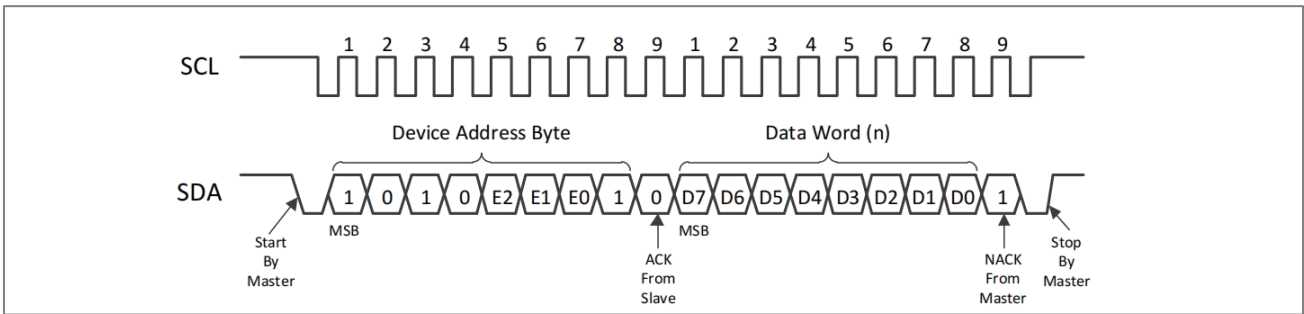 1 2 3 4 5 6 7 8 9 1 2 3 4 5 6 7 8 9
SCL
Device Address Byte Data Word (n)
SDA 1 0 1 0 E2 E1 E0 1 0 D7 D6 D5 D4 D3 D2 D1 D0 1
MSB MSB
Start
By
Master
ACK
From
Slave
NACK
From
Master
Stop
By
Master